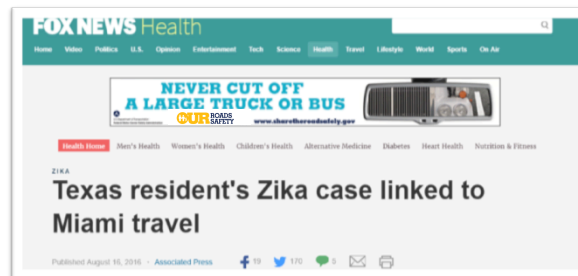 FOX NEWS Health
Home Video Politics U.S. Opinion Entertainment Tech Science Health Travel Lifestyle World Sports On Air
NEVER CUT OFF
A LARGE TRUCK OR BUS
OUR ROADS SAFETY www.sharetheroadsafely.gov
Health Home Men's Health Women's Health Children's Health Alternative Medicine Diabetes Heart Health Nutrition & Fitness
ZIKA
Texas resident's Zika case linked to
Miami travel
Published August 16, 2016 · Associated Press 19 170 5